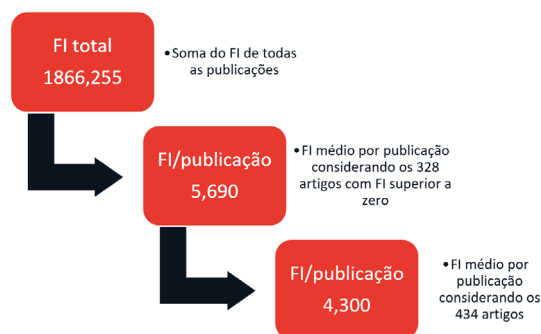 FI total
1866,255
•Soma do FI de todas
as publicações
FI/publicação
5,690
•FI médio por publicação
considerando os 328
artigos com FI superior a
zero
FI/publicação
4,300
•FI médio por
publicação
considerando os
434 artigos